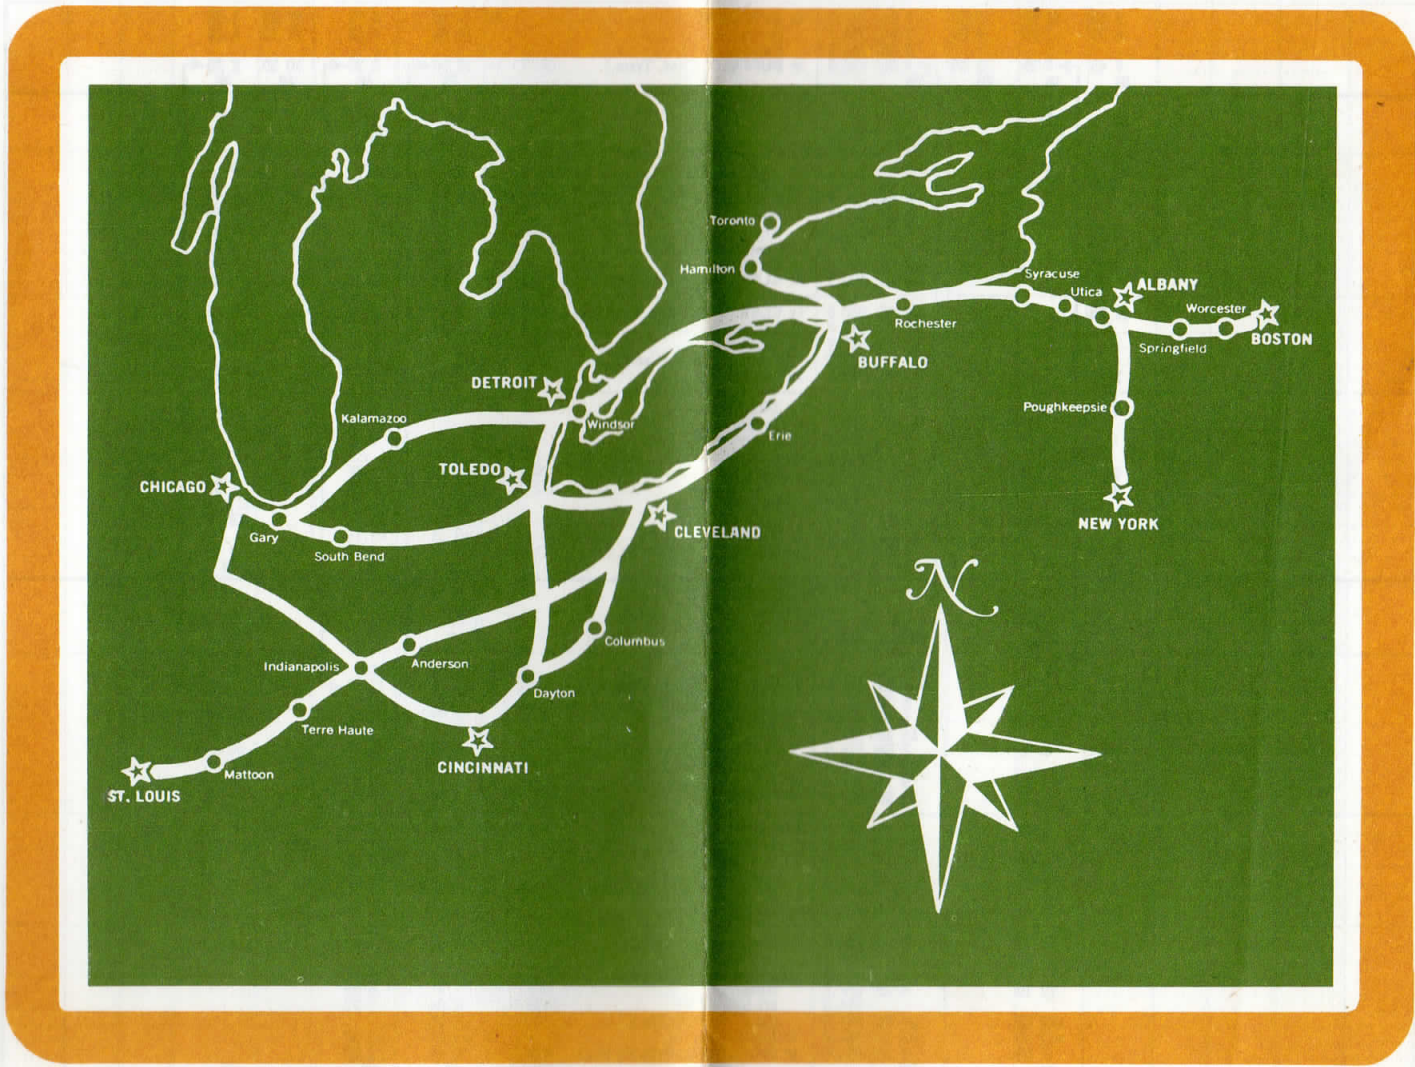 Toronto
Hamilton
Syracuse
Utica
ALBANY
Worcester
BOSTON
Rochester
Springfield
BUFFALO
DETROIT
Windsor
Kalamazoo
Poughkeepsie
Erie
TOLEDO
CHICAGO
NEW YORK
CLEVELAND
Gary
South Bend
N
Columbus
Indianapolis
Anderson
Dayton
Terre Haute
CINCINNATI
Mattoon
ST. LOUIS